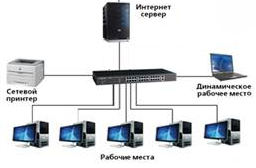 Интернет
сервер
Сетевой
принтер
Динамическое
рабочее место
Рабочие места